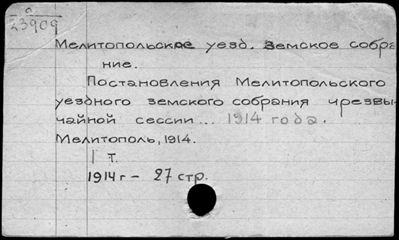 23909
Мелитопольское уезд. Земское собра
ние.
Постановления Мелитопольского
уездного земского собрания чрезвы-
чайной сессии... 1914 года.
Мелитополь, 1914.
1 т.
1914 г – 27 стр.